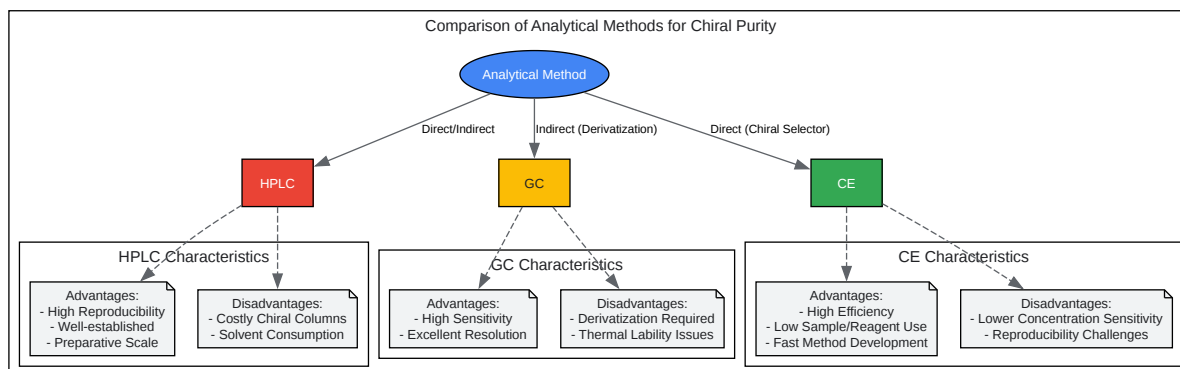 Comparison of Analytical Methods for Chiral Purity
Analytical Method
Direct/Indirect
Indirect (Derivatization)
Direct (Chiral Selector)
HPLC
GC
CE
HPLC Characteristics
Advantages:
- High Reproducibility
- Well-established
- Preparative Scale
Disadvantages:
- Costly Chiral Columns
- Solvent Consumption
GC Characteristics
Advantages:
- High Sensitivity
- Excellent Resolution
Disadvantages:
- Derivatization Required
- Thermal Lability Issues
CE Characteristics
Advantages:
- High Efficiency
- Low Sample/Reagent Use
- Fast Method Development
Disadvantages:
- Lower Concentration Sensitivity
- Reproducibility Challenges